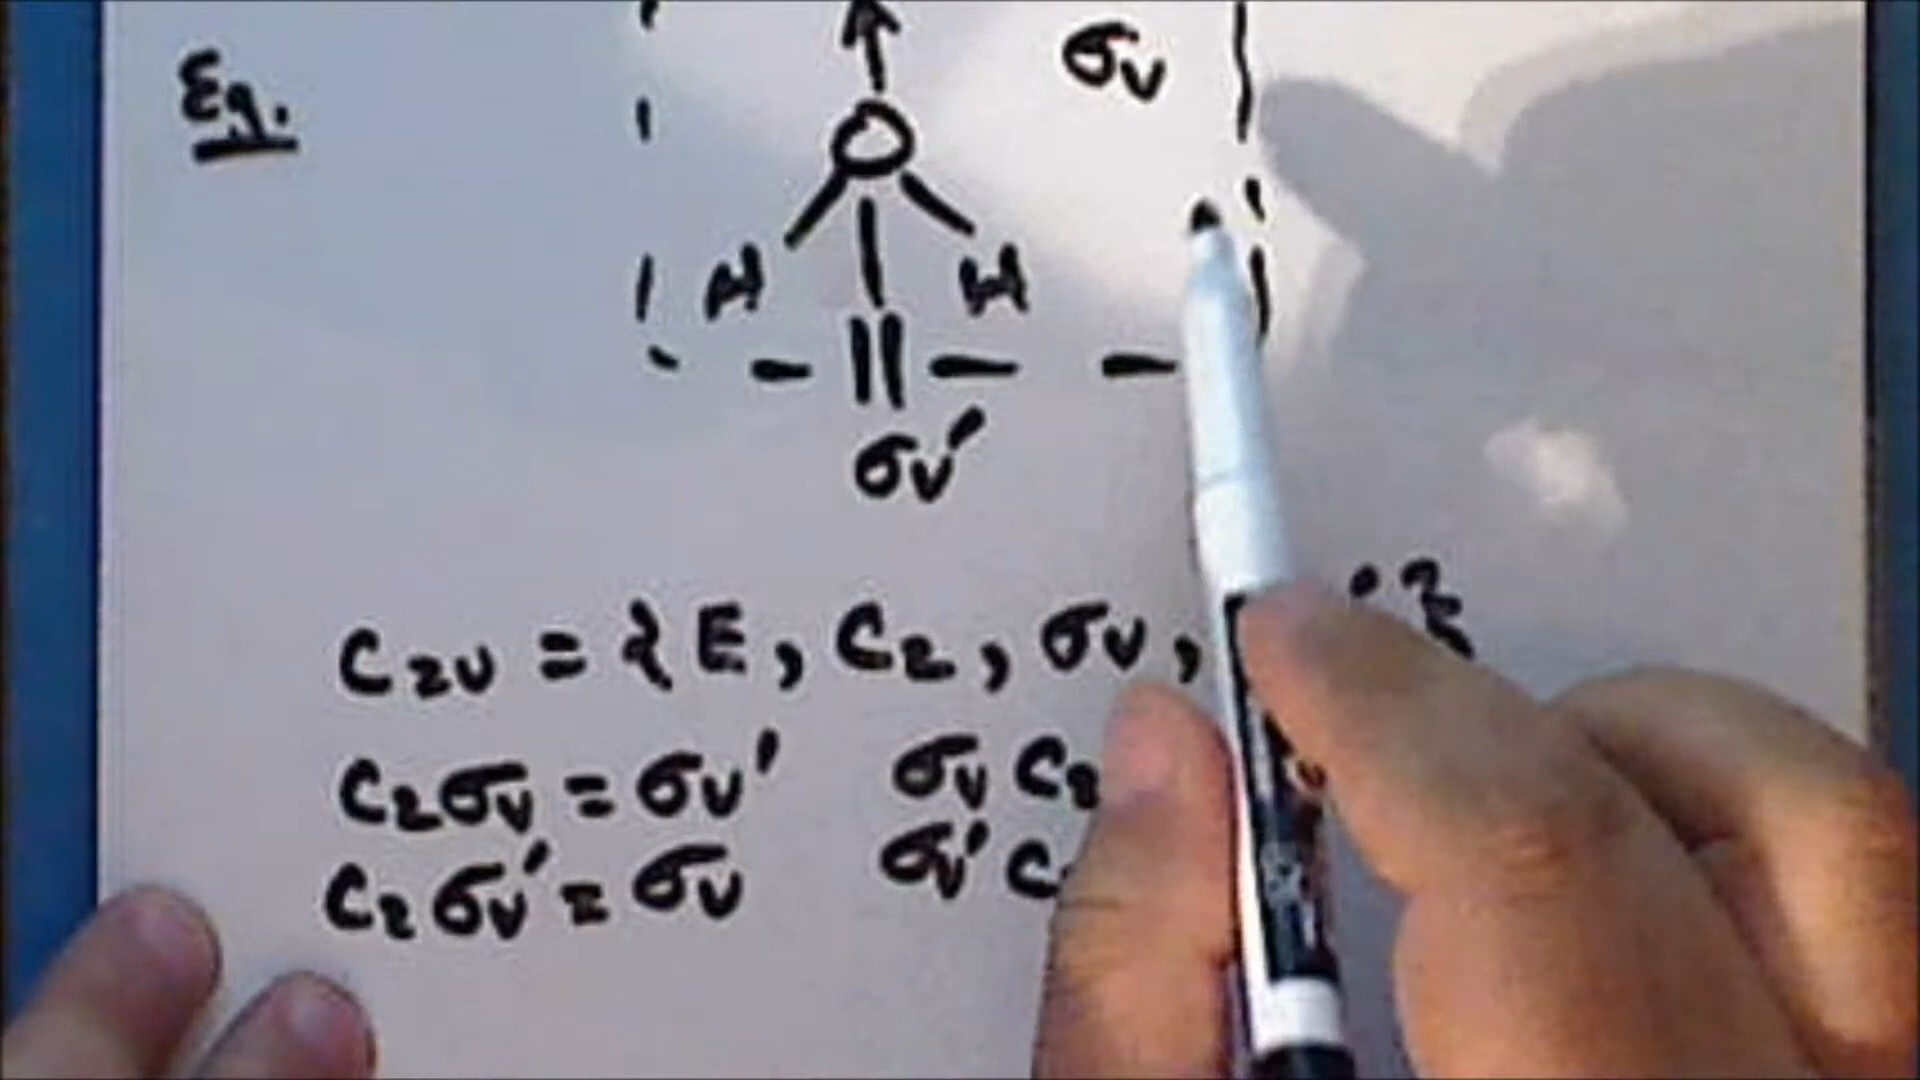 Eg.
σv
H H
σv'
C2v = {E, C2, σv,
C2σv = σv' σv C2
C2σv' = σv σv' C